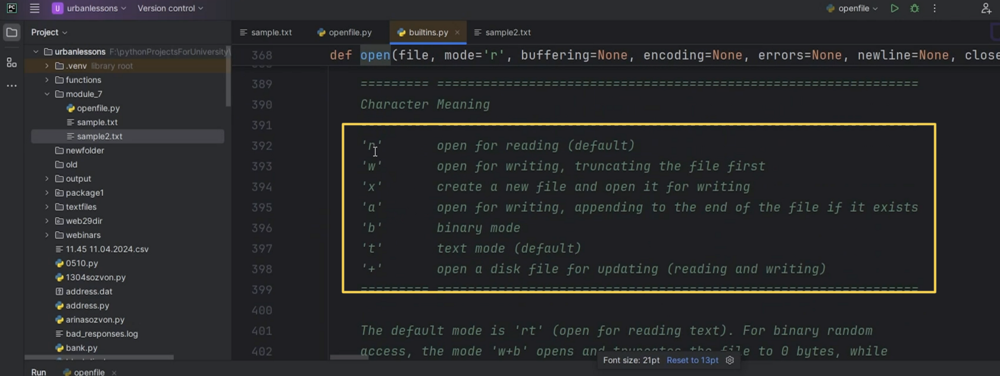 PC
U urbanlessons
Version control
openfile
Project
sample.txt
openfile.py
builtins.py
sample2.txt
urbanlessons F:\pythonProjectsForUniversity\
.venv library root
functions
module_7
openfile.py
sample.txt
sample2.txt
newfolder
old
output
package1
textfiles
web29dir
webinars
11.45 11.04.2024.csv
0510.py
1304sozvon.py
address.dat
address.py
arinasozvon.py
bad_responses.log
bank.py
368 def open(file, mode='r', buffering=None, encoding=None, errors=None, newline=None, close
389 ========= ===============================================================
390 Character Meaning
391
392 'r' open for reading (default)
393 'w' open for writing, truncating the file first
394 'x' create a new file and open it for writing
395 'a' open for writing, appending to the end of the file if it exists
396 'b' binary mode
397 't' text mode (default)
398 '+' open a disk file for updating (reading and writing)
399 ========= ===============================================================
400
401 The default mode is 'rt' (open for reading text). For binary random
402 access, the mode 'w+b' opens and truncates the file to 0 bytes, while
Font size: 21pt Reset to 13pt
Run openfile